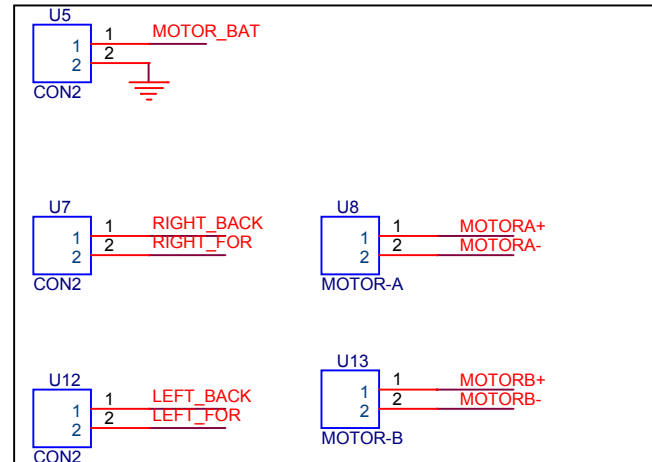 U5
1 MOTOR_BAT
1
2
2
CON2
U7
1 RIGHT_BACK
1
2 RIGHT_FOR
2
CON2
U8
1 MOTORA+
1
2 MOTORA-
2
MOTOR-A
U12
1 LEFT_BACK
1
2 LEFT_FOR
2
CON2
U13
1 MOTORB+
1
2 MOTORB-
2
MOTOR-B